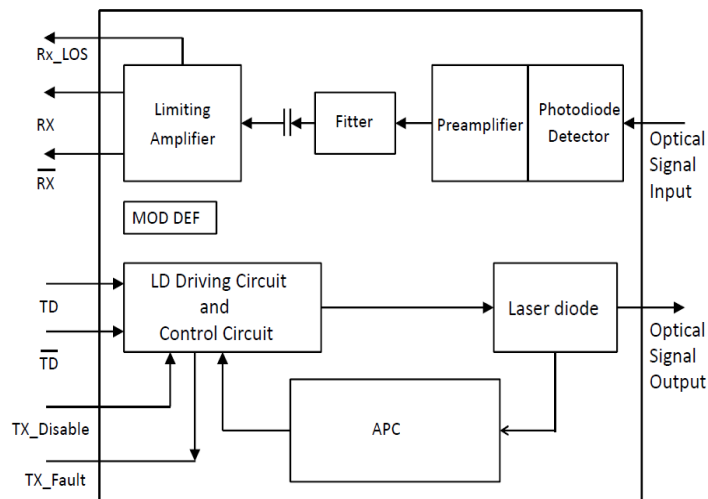 Rx_LOS
RX
RX
Limiting
Amplifier
Fitter
Preamplifier
Photodiode
Detector
Optical
Signal
Input
MOD DEF
TD
TD
TX_Disable
TX_Fault
LD Driving Circuit
and
Control Circuit
Laser diode
Optical
Signal
Output
APC